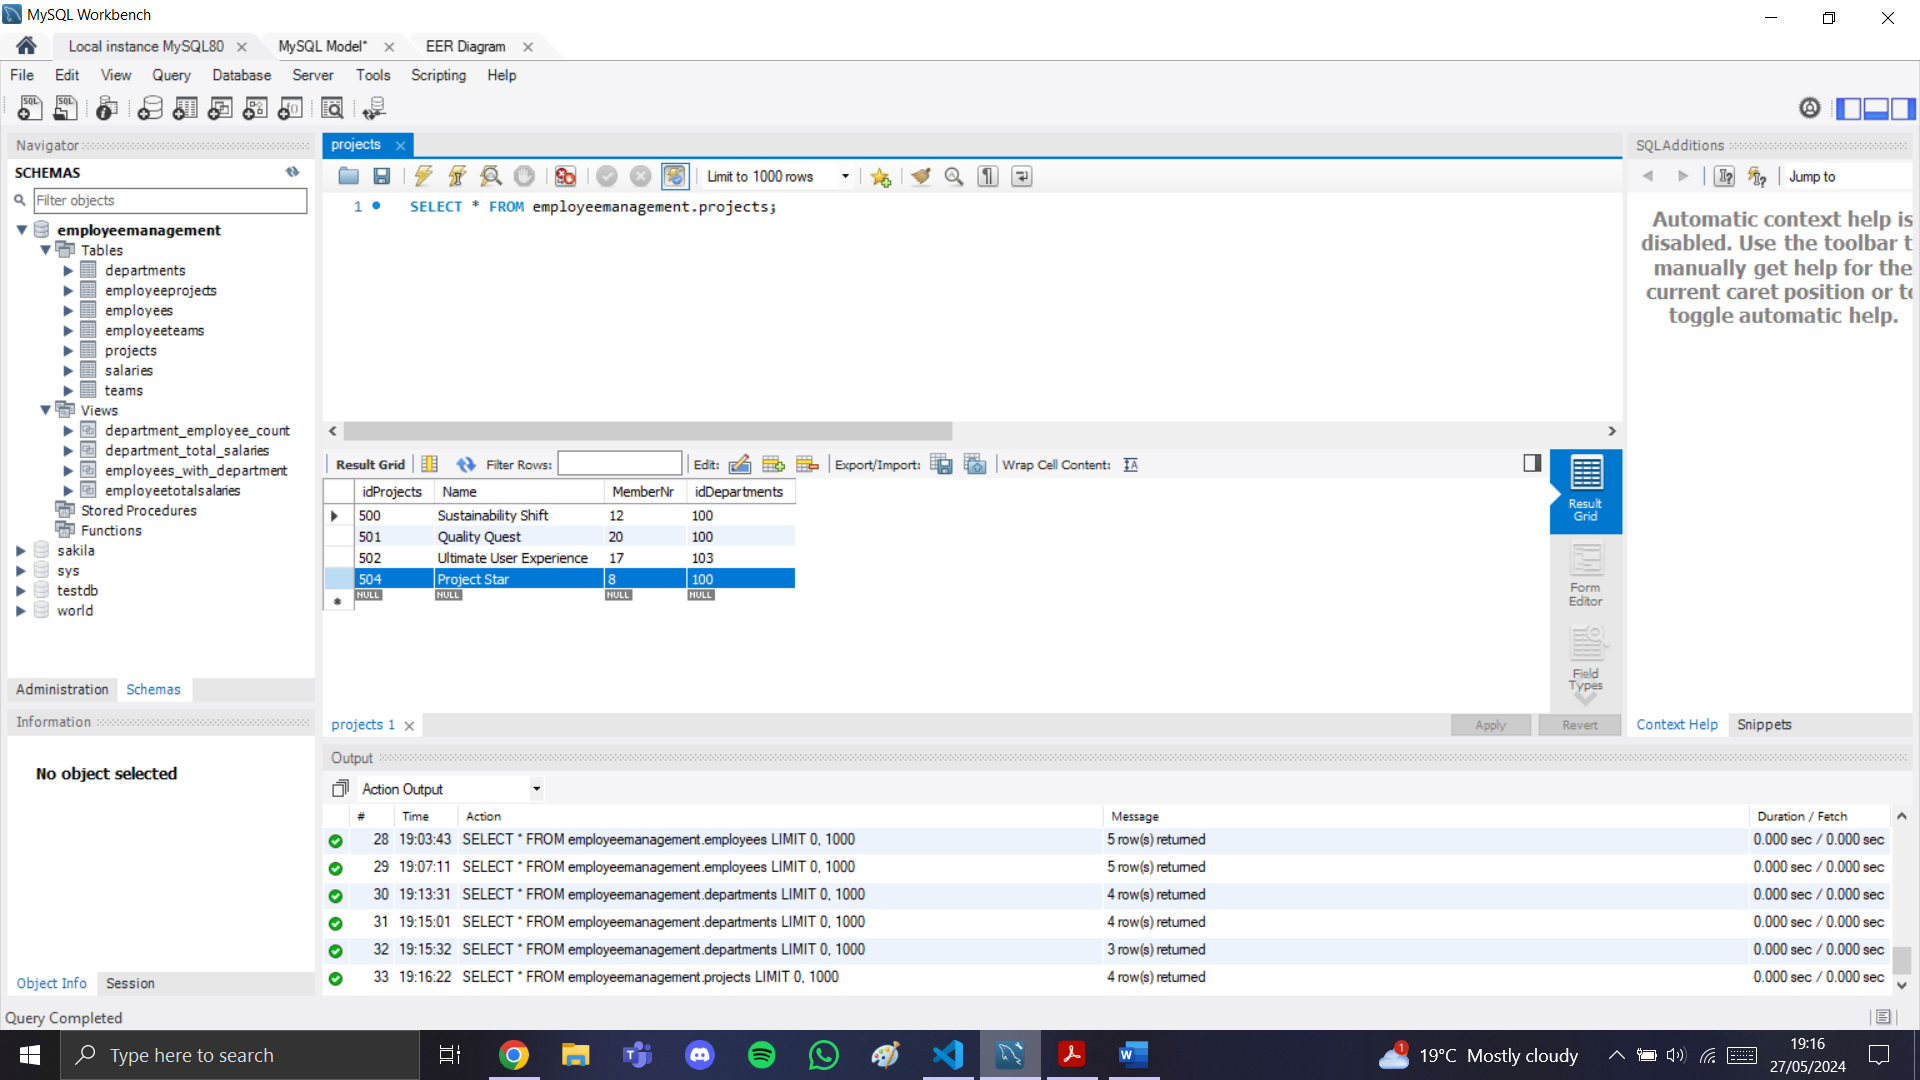 MySQL Workbench
Local instance MySQL80
MySQL Model*
EER Diagram
File Edit View Query Database Server Tools Scripting Help
Navigator
SCHEMAS
Filter objects
employeemanagement
Tables
departments
employeeprojects
employees
employeeteams
projects
salaries
teams
Views
department_employee_count
department_total_salaries
employees_with_department
employeetotalsalaries
Stored Procedures
Functions
sakila
sys
testdb
world
Administration Schemas
Information
No object selected
Object Info Session
Query Completed
projects
Limit to 1000 rows
1 SELECT * FROM employeemanagement.projects;
Result Grid Filter Rows: Edit: Export/Import: Wrap Cell Content:
idProjects Name MemberNr idDepartments
500 Sustainability Shift 12 100
501 Quality Quest 20 100
502 Ultimate User Experience 17 103
504 Project Star 8 100
NULL NULL NULL NULL
Result
Grid
Form
Editor
Field
Types
projects 1
Apply Revert
SQLAdditions
Jump to
Automatic context help is
disabled. Use the toolbar t
manually get help for the
current caret position or to
toggle automatic help.
Context Help Snippets
Output
Action Output
# Time Action Message Duration / Fetch
28 19:03:43 SELECT * FROM employeemanagement.employees LIMIT 0, 1000 5 row(s) returned 0.000 sec / 0.000 sec
29 19:07:11 SELECT * FROM employeemanagement.employees LIMIT 0, 1000 5 row(s) returned 0.000 sec / 0.000 sec
30 19:13:31 SELECT * FROM employeemanagement.departments LIMIT 0, 1000 4 row(s) returned 0.000 sec / 0.000 sec
31 19:15:01 SELECT * FROM employeemanagement.departments LIMIT 0, 1000 4 row(s) returned 0.000 sec / 0.000 sec
32 19:15:32 SELECT * FROM employeemanagement.departments LIMIT 0, 1000 3 row(s) returned 0.000 sec / 0.000 sec
33 19:16:22 SELECT * FROM employeemanagement.projects LIMIT 0, 1000 4 row(s) returned 0.000 sec / 0.000 sec
Type here to search
1
19°C Mostly cloudy
19:16
27/05/2024